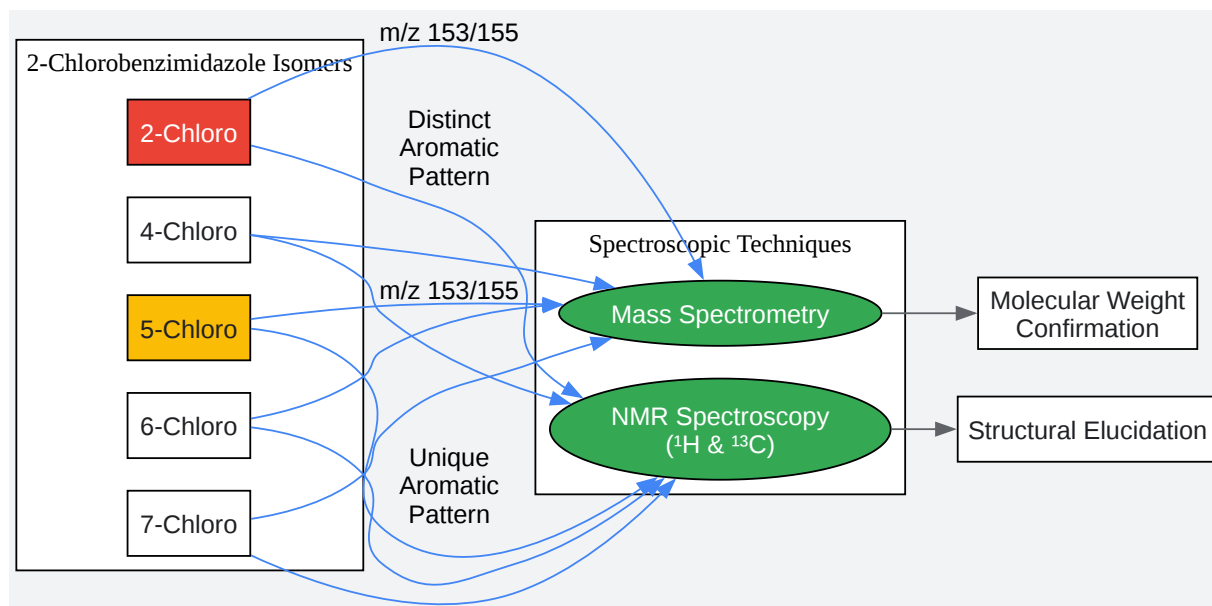 2-Chlorobenzimidazole Isomers
2-Chloro
4-Chloro
5-Chloro
6-Chloro
7-Chloro
m/z 153/155
Distinct
Aromatic
Pattern
m/z 153/155
Unique
Aromatic
Pattern
Spectroscopic Techniques
Mass Spectrometry
NMR Spectroscopy
(¹H & ¹³C)
Molecular Weight
Confirmation
Structural Elucidation